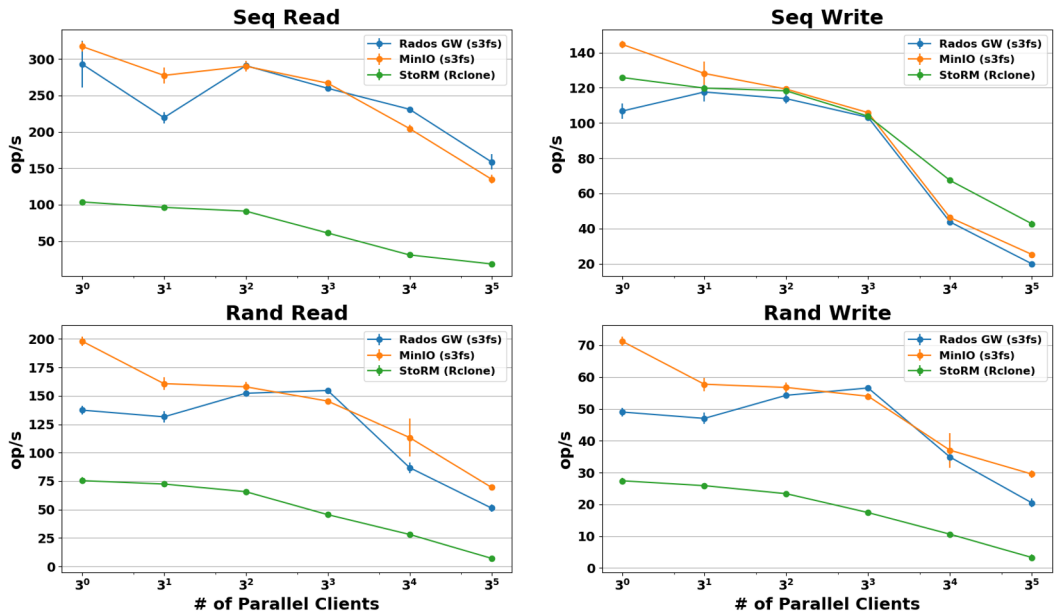 Seq Read
op/s
300
250
200
150
100
50
3⁰ 3¹ 3² 3³ 3⁴ 3⁵
Rados GW (s3fs)
MinIO (s3fs)
StoRM (Rclone)
Seq Write
op/s
140
120
100
80
60
40
20
3⁰ 3¹ 3² 3³ 3⁴ 3⁵
Rados GW (s3fs)
MinIO (s3fs)
StoRM (Rclone)
Rand Read
op/s
200
175
150
125
100
75
50
25
0
3⁰ 3¹ 3² 3³ 3⁴ 3⁵
# of Parallel Clients
Rados GW (s3fs)
MinIO (s3fs)
StoRM (Rclone)
Rand Write
op/s
70
60
50
40
30
20
10
0
3⁰ 3¹ 3² 3³ 3⁴ 3⁵
# of Parallel Clients
Rados GW (s3fs)
MinIO (s3fs)
StoRM (Rclone)